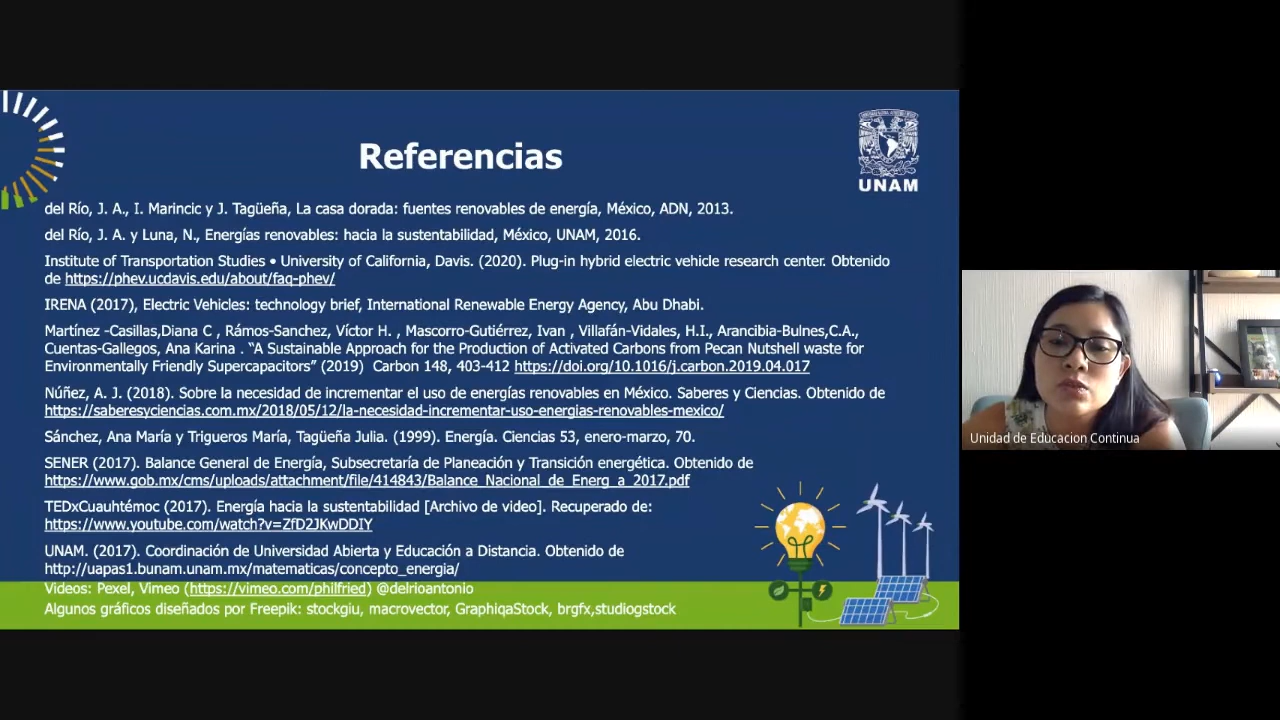 Referencias
UNAM
del Río, J. A., I. Marincic y J. Tagüeña, La casa dorada: fuentes renovables de energía, México, ADN, 2013.
del Río, J. A. y Luna, N., Energías renovables: hacia la sustentabilidad, México, UNAM, 2016.
Institute of Transportation Studies • University of California, Davis. (2020). Plug-in hybrid electric vehicle research center. Obtenido
de https://phev.ucdavis.edu/about/faq-phev/
IRENA (2017), Electric Vehicles: technology brief, International Renewable Energy Agency, Abu Dhabi.
Martínez -Casillas,Diana C , Rámos-Sanchez, Víctor H. , Mascorro-Gutiérrez, Ivan , Villafán-Vidales, H.I., Arancibia-Bulnes,C.A.,
Cuentas-Gallegos, Ana Karina . "A Sustainable Approach for the Production of Activated Carbons from Pecan Nutshell waste for
Environmentally Friendly Supercapacitors" (2019) Carbon 148, 403-412 https://doi.org/10.1016/j.carbon.2019.04.017
Núñez, A. J. (2018). Sobre la necesidad de incrementar el uso de energías renovables en México. Saberes y Ciencias. Obtenido de
https://saberesyciencias.com.mx/2018/05/12/la-necesidad-incrementar-uso-energias-renovables-mexico/
Sánchez, Ana María y Trigueros María, Tagüeña Julia. (1999). Energía. Ciencias 53, enero-marzo, 70.
SENER (2017). Balance General de Energía, Subsecretaría de Planeación y Transición energética. Obtenido de
https://www.gob.mx/cms/uploads/attachment/file/414843/Balance_Nacional_de_Energ_a_2017.pdf
TEDxCuauhtémoc (2017). Energía hacia la sustentabilidad [Archivo de video]. Recuperado de:
https://www.youtube.com/watch?v=ZfD2JKwDDIY
UNAM. (2017). Coordinación de Universidad Abierta y Educación a Distancia. Obtenido de
http://uapas1.bunam.unam.mx/matematicas/concepto_energia/
Videos: Pexel, Vimeo (https://vimeo.com/philfried) @delrioantonio
Algunos gráficos diseñados por Freepik: stockgiu, macrovector, GraphiqaStock, brgfx,studiogstock
Unidad de Educacion Continua